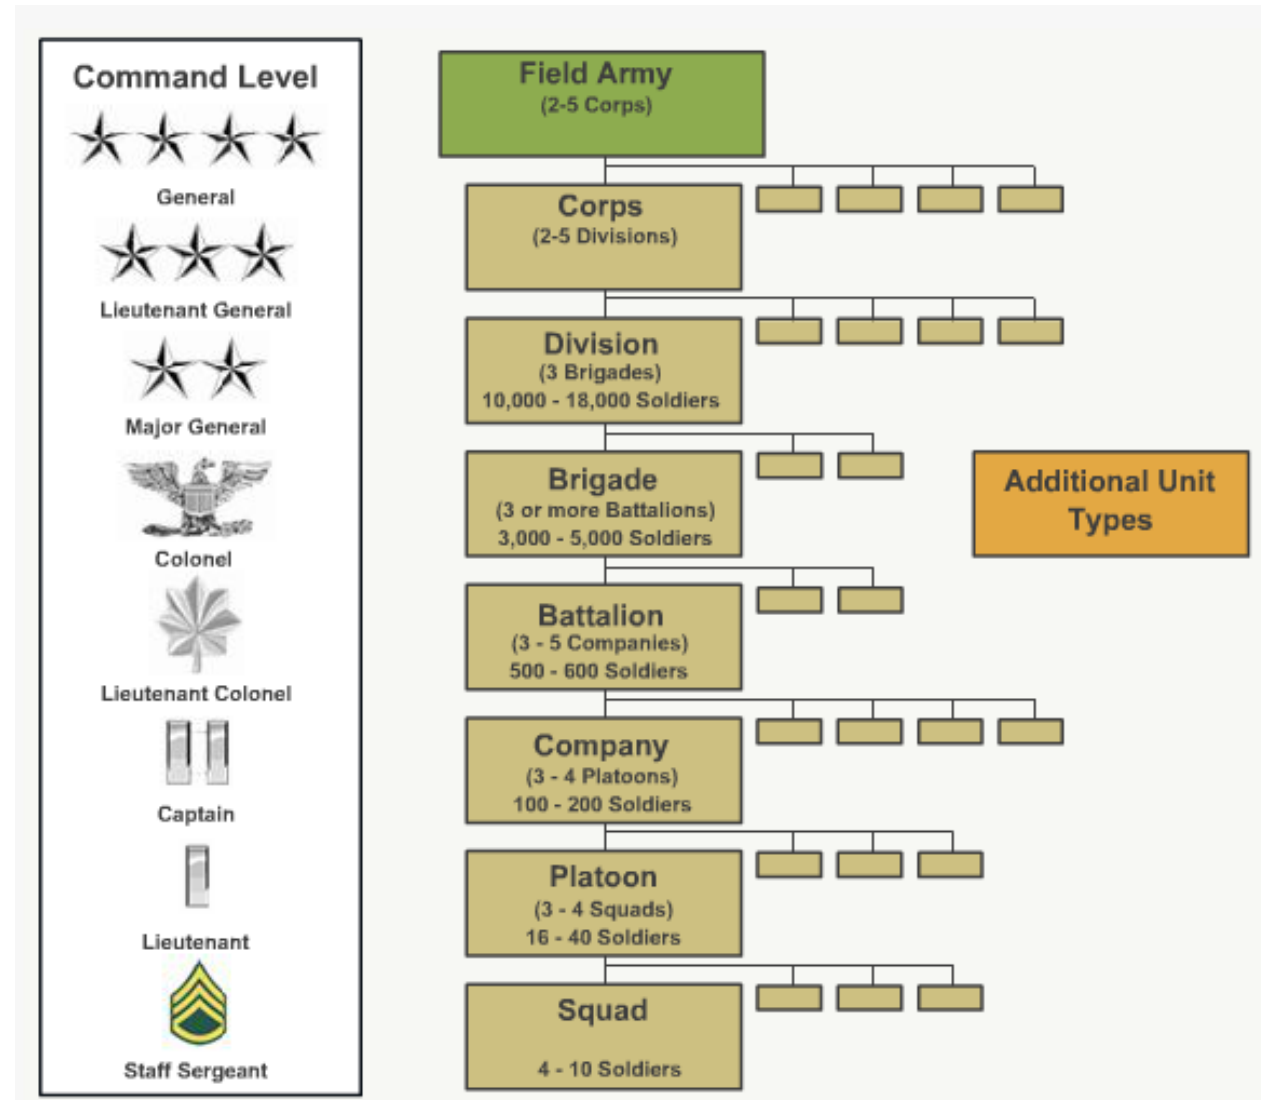 Command Level
General
Lieutenant General
Major General
Colonel
Lieutenant Colonel
Captain
Lieutenant
Staff Sergeant
Field Army
(2-5 Corps)
Corps
(2-5 Divisions)
Division
(3 Brigades)
10,000 - 18,000 Soldiers
Brigade
(3 or more Battalions)
3,000 - 5,000 Soldiers
Battalion
(3 - 5 Companies)
500 - 600 Soldiers
Company
(3 - 4 Platoons)
100 - 200 Soldiers
Platoon
(3 - 4 Squads)
16 - 40 Soldiers
Squad
4 - 10 Soldiers
Additional Unit
Types